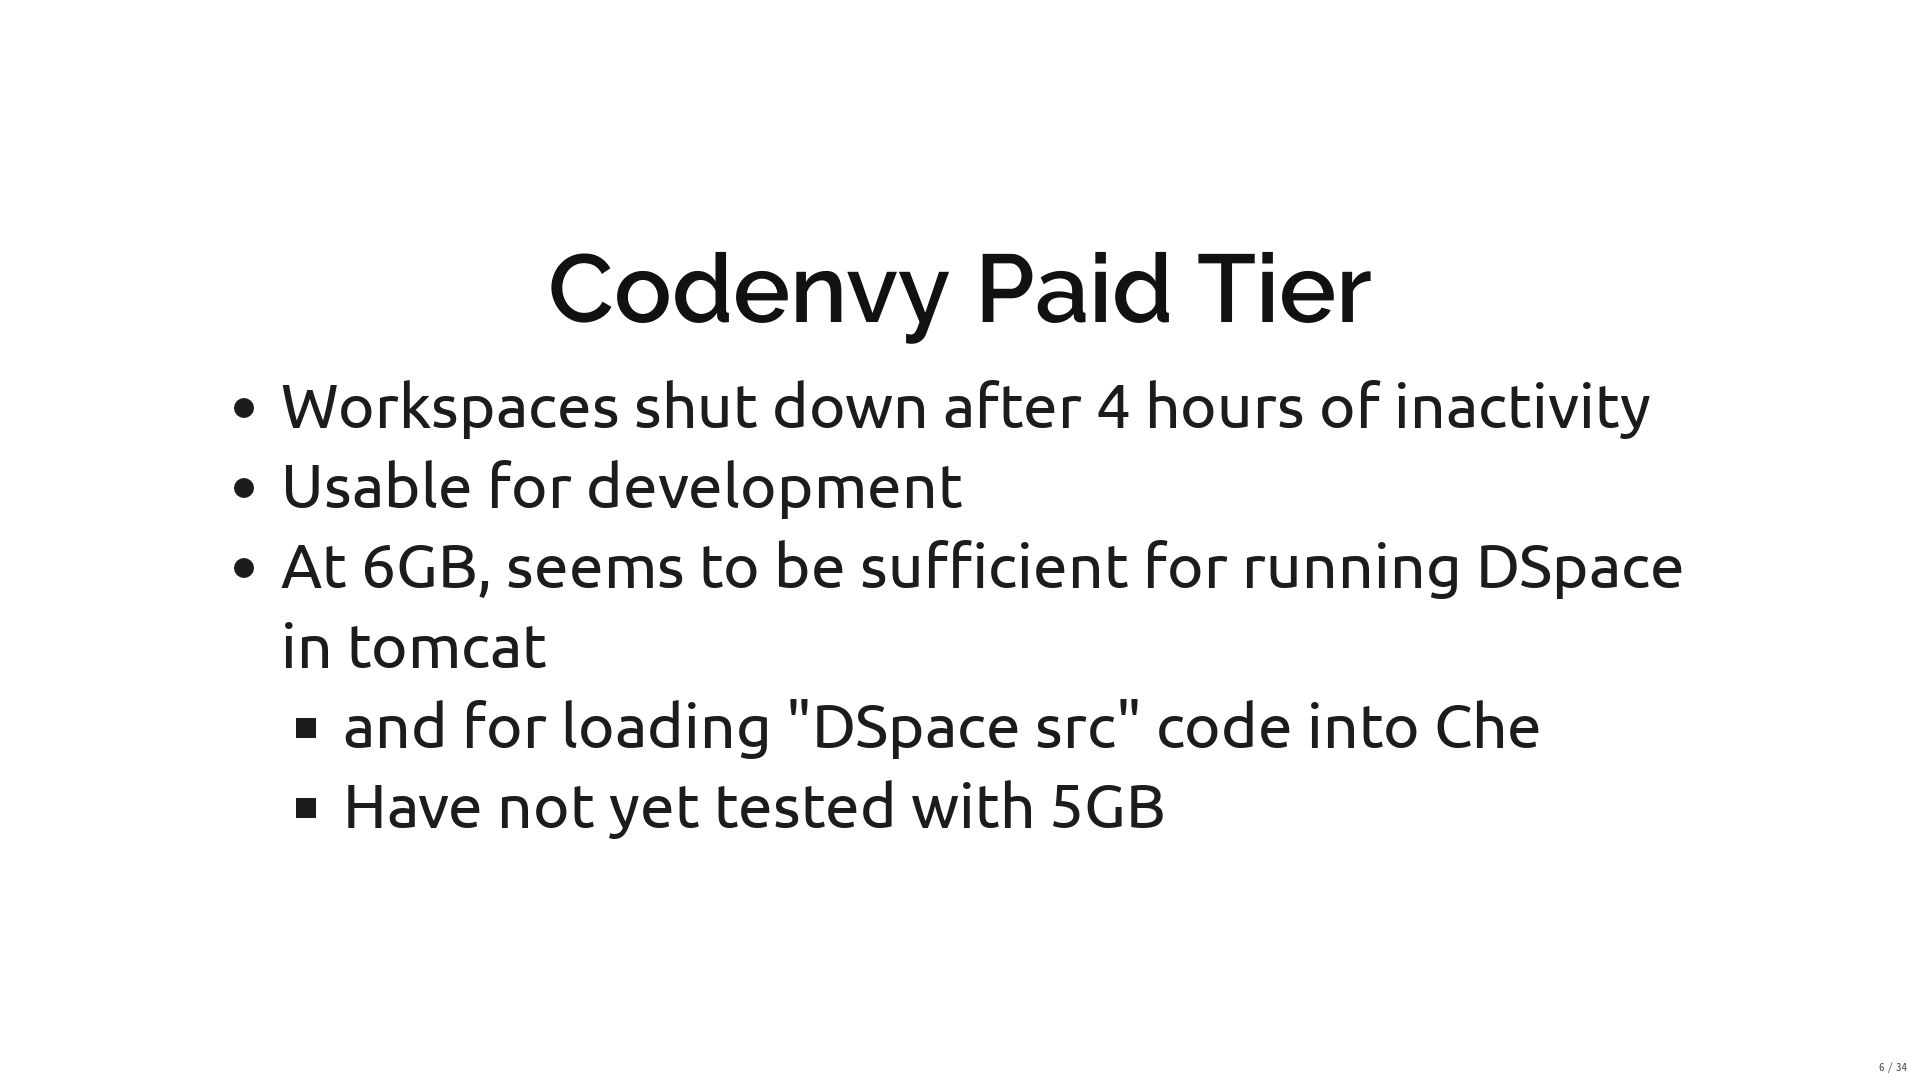 Codenvy Paid Tier
Workspaces shut down after 4 hours of inactivity
Usable for development
At 6GB, seems to be sufficient for running DSpace
in tomcat
and for loading "DSpace src" code into Che
Have not yet tested with 5GB
6 / 34